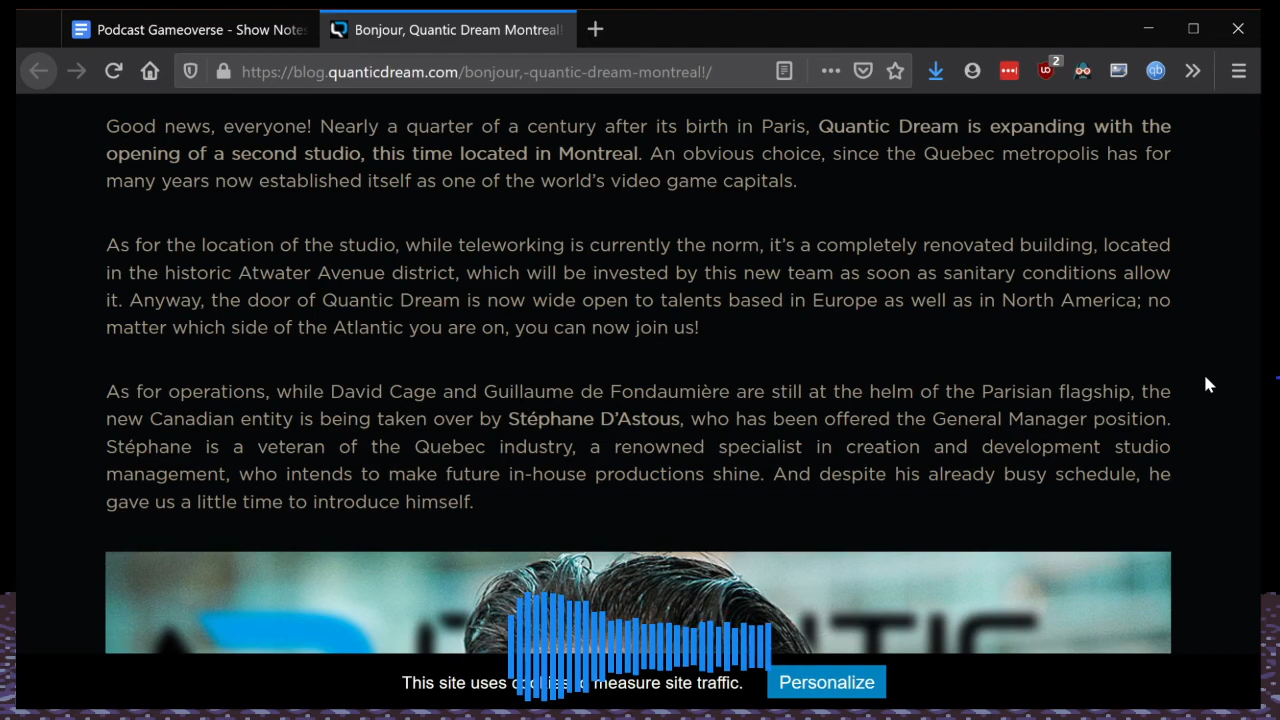 Podcast Gameoverse - Show Notes
Bonjour, Quantic Dream Montreal!
https://blog.quanticdream.com/bonjour,-quantic-dream-montreal!/
2
qb
Good news, everyone! Nearly a quarter of a century after its birth in Paris, Quantic Dream is expanding with the
opening of a second studio, this time located in Montreal. An obvious choice, since the Quebec metropolis has for
many years now established itself as one of the world’s video game capitals.
As for the location of the studio, while teleworking is currently the norm, it’s a completely renovated building, located
in the historic Atwater Avenue district, which will be invested by this new team as soon as sanitary conditions allow
it. Anyway, the door of Quantic Dream is now wide open to talents based in Europe as well as in North America; no
matter which side of the Atlantic you are on, you can now join us!
As for operations, while David Cage and Guillaume de Fondaumière are still at the helm of the Parisian flagship, the
new Canadian entity is being taken over by Stéphane D’Astous, who has been offered the General Manager position.
Stéphane is a veteran of the Quebec industry, a renowned specialist in creation and development studio
management, who intends to make future in-house productions shine. And despite his already busy schedule, he
gave us a little time to introduce himself.
This site uses cookies to measure site traffic.
Personalize